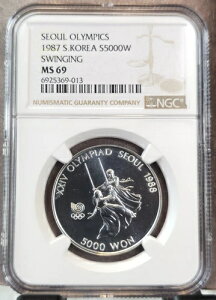 SEOUL OLYMPICS
1987 S.KOREA S5000W
SWINGING
MS 69
6925369-013
NUMISMATIC GUARANTY COMPANY
NGC
XXIV OLYMPIAD SEOUL 1988
5000 WON